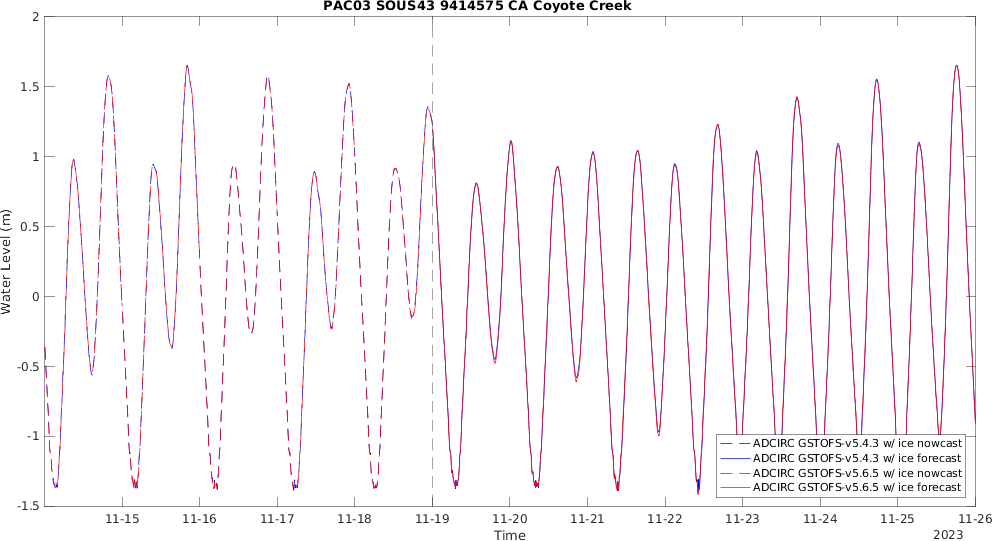 PAC03 SOUS43 9414575 CA Coyote Creek
2
1.5
1
0.5
0
-0.5
-1
-1.5
Water Level (m)
ADCIRC GSTOFS-v5.4.3 w/ ice nowcast
ADCIRC GSTOFS-v5.4.3 w/ ice forecast
ADCIRC GSTOFS-v5.6.5 w/ ice nowcast
ADCIRC GSTOFS-v5.6.5 w/ ice forecast
11-15 11-16 11-17 11-18 11-19 11-20 11-21 11-22 11-23 11-24 11-25 11-26
Time
2023